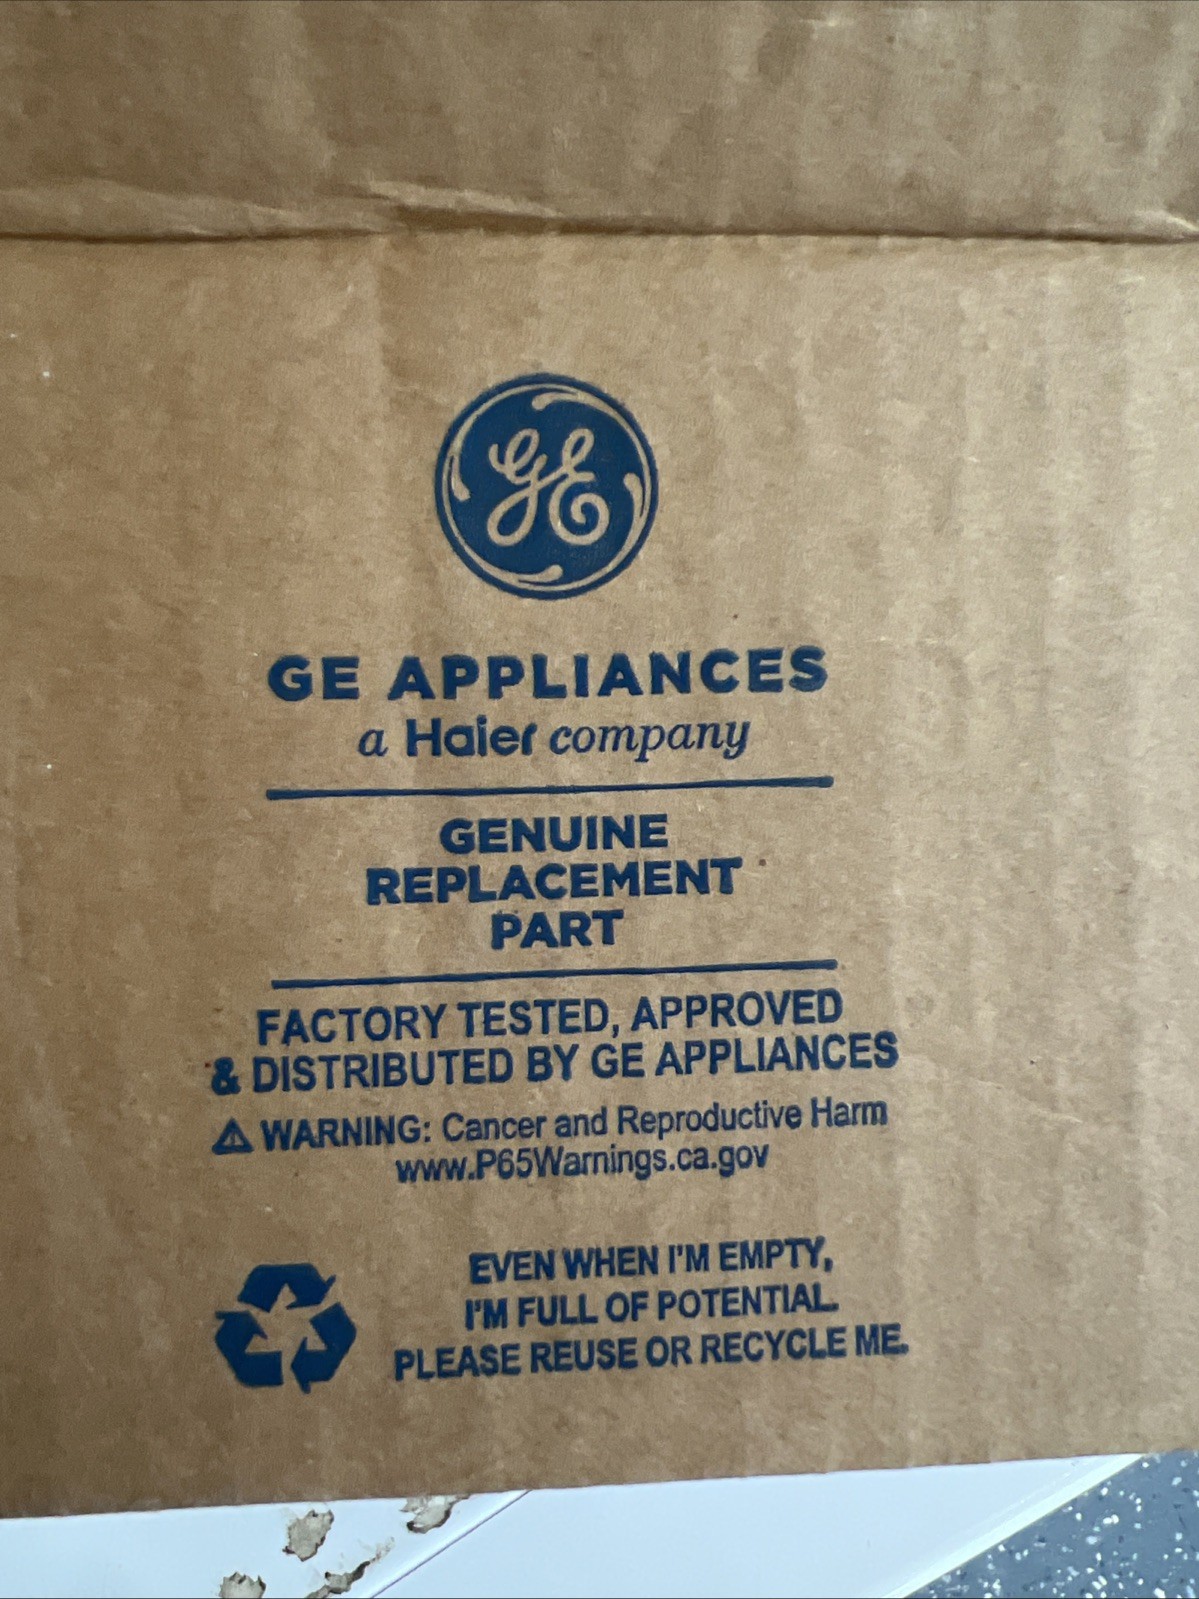 GE
GE APPLIANCES
a Haier company
GENUINE
REPLACEMENT
PART
FACTORY TESTED, APPROVED
& DISTRIBUTED BY GE APPLIANCES
⚠ WARNING: Cancer and Reproductive Harm
www.P65Warnings.ca.gov
EVEN WHEN I'M EMPTY,
I'M FULL OF POTENTIAL.
PLEASE REUSE OR RECYCLE ME.